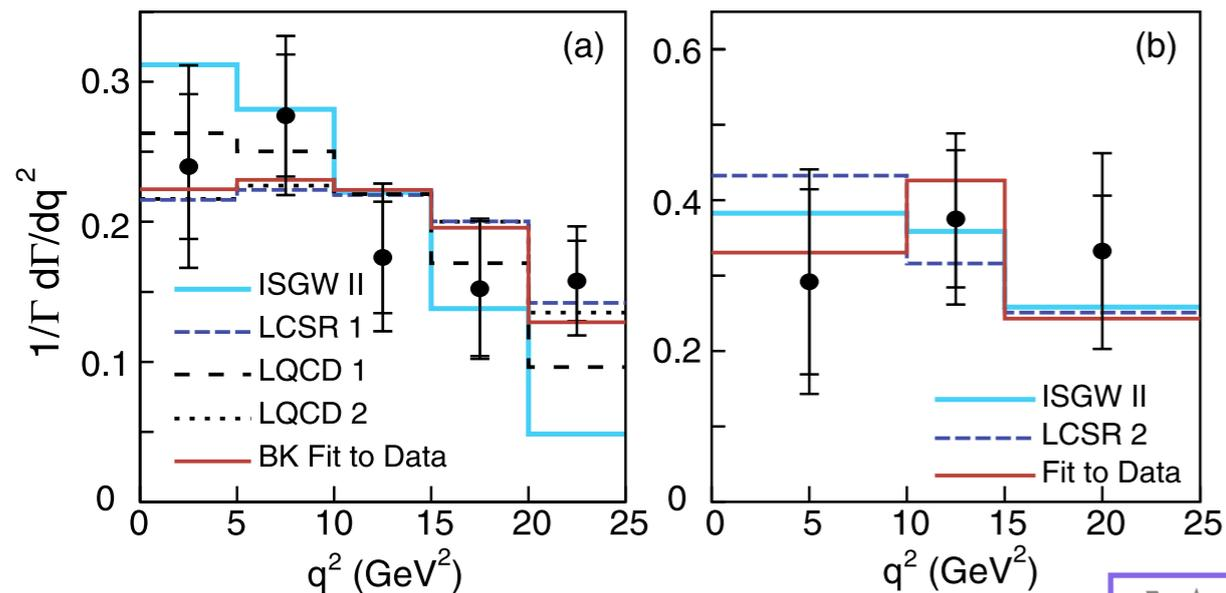 (a)
0.3
0.2
0.1
0
1/Γ dΓ/dq²
ISGW II
LCSR 1
LQCD 1
LQCD 2
BK Fit to Data
0 5 10 15 20 25
q² (GeV²)
(b)
0.6
0.4
0.2
0
ISGW II
LCSR 2
Fit to Data
0 5 10 15 20 25
q² (GeV²)